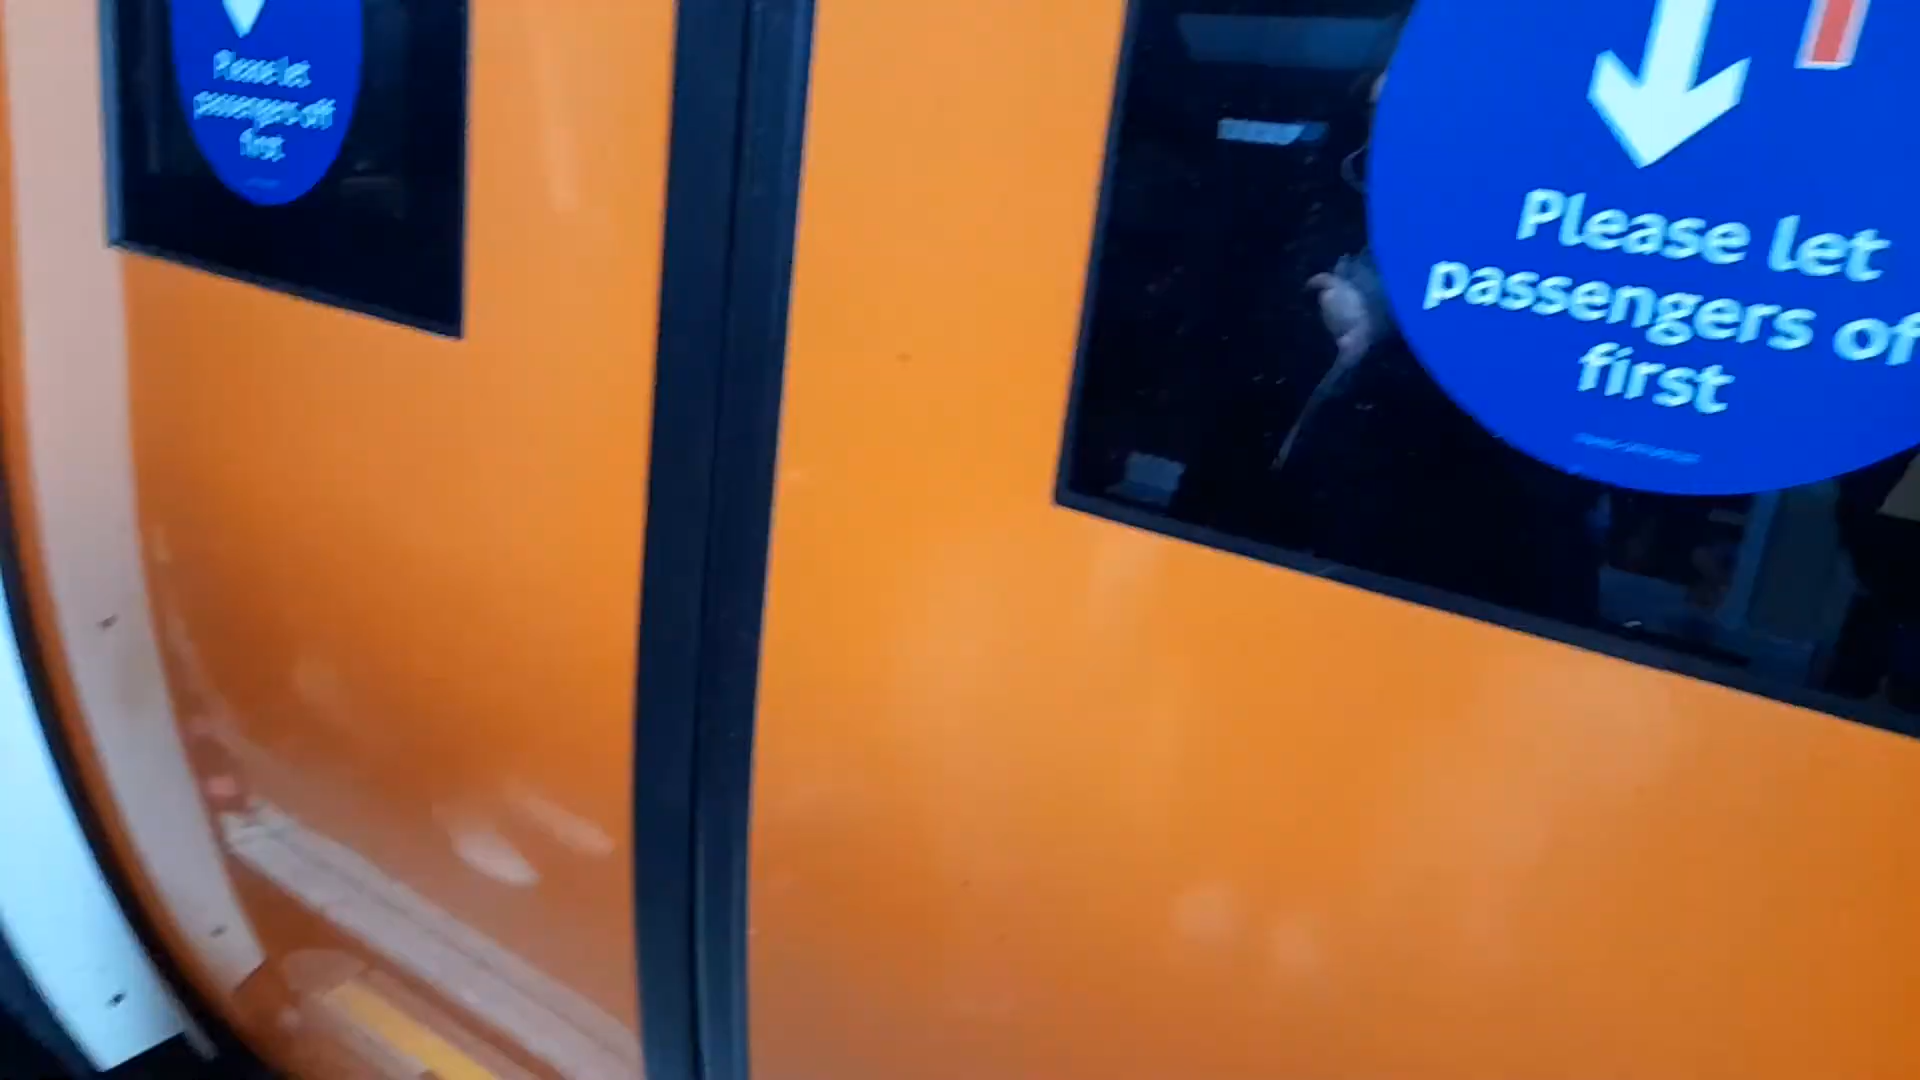 Please let
passengers off
first
Please let
passengers of
first